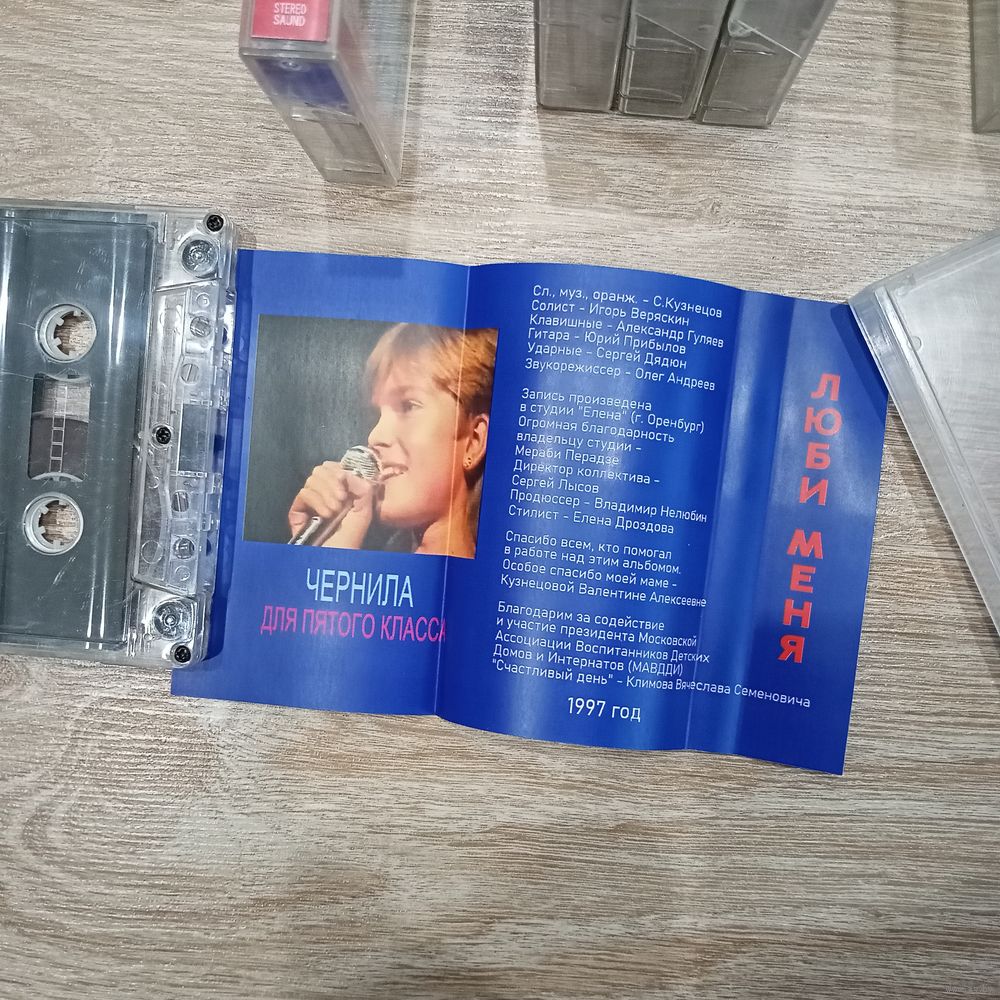 STEREO
SAUND
ЧЕРНИЛА
ДЛЯ ПЯТОГО КЛАССА
Сл., муз., оранж. - С.Кузнецов
Солист - Игорь Веряскин
Клавишные - Александр Гуляев
Гитара - Юрий Прибылов
Ударные - Сергей Дядюн
Звукорежиссер - Олег Андреев
Запись произведена
в студии "Елена" (г. Оренбург)
Огромная благодарность
владельцу студии -
Мераби Перадзе
Директор коллектива -
Сергей Лысов
Продюссер - Владимир Нелюбин
Стилист - Елена Дроздова
Спасибо всем, кто помогал
в работе над этим альбомом.
Особое спасибо моей маме -
Кузнецовой Валентине Алексеевне
Благодарим за содействие
и участие президента Московской
Ассоциации Воспитанников Детских
Домов и Интернатов (МАВДДИ)
"Счастливый день" - Климова Вячеслава Семеновича
1997 год
ЛЮБИ МЕНЯ